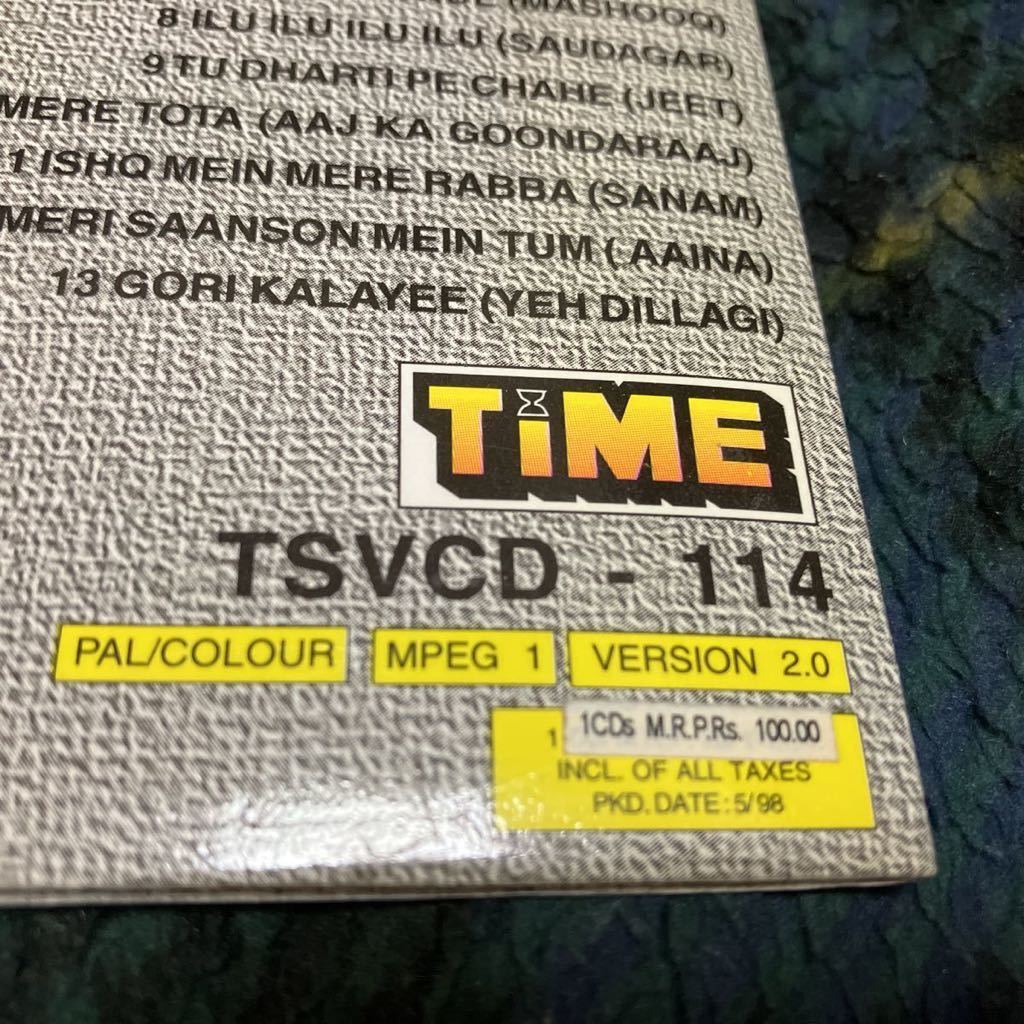 (MASHOOQ)
8 ILU ILU ILU ILU (SAUDAGAR)
9 TU DHARTI PE CHAHE (JEET)
MERE TOTA (AAJ KA GOONDARAAJ)
1 ISHQ MEIN MERE RABBA (SANAM)
MERI SAANSON MEIN TUM ( AAINA)
13 GORI KALAYEE (YEH DILLAGI)
TiME
TSVCD - 114
PAL/COLOUR MPEG 1 VERSION 2.0
1 1CDs M.R.P.Rs. 100.00
INCL. OF ALL TAXES
PKD. DATE : 5/98